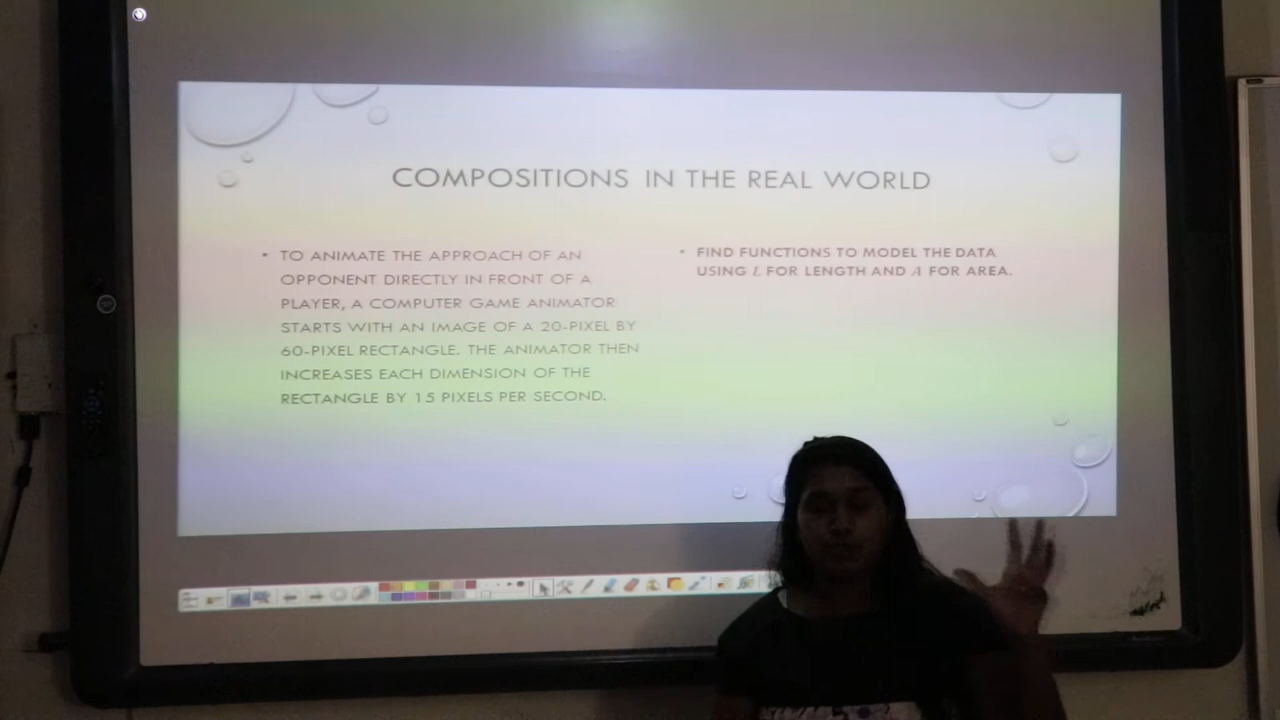 COMPOSITIONS IN THE REAL WORLD
• TO ANIMATE THE APPROACH OF AN
OPPONENT DIRECTLY IN FRONT OF A
PLAYER, A COMPUTER GAME ANIMATOR
STARTS WITH AN IMAGE OF A 20-PIXEL BY
60-PIXEL RECTANGLE. THE ANIMATOR THEN
INCREASES EACH DIMENSION OF THE
RECTANGLE BY 15 PIXELS PER SECOND.
• FIND FUNCTIONS TO MODEL THE DATA
USING L FOR LENGTH AND A FOR AREA.